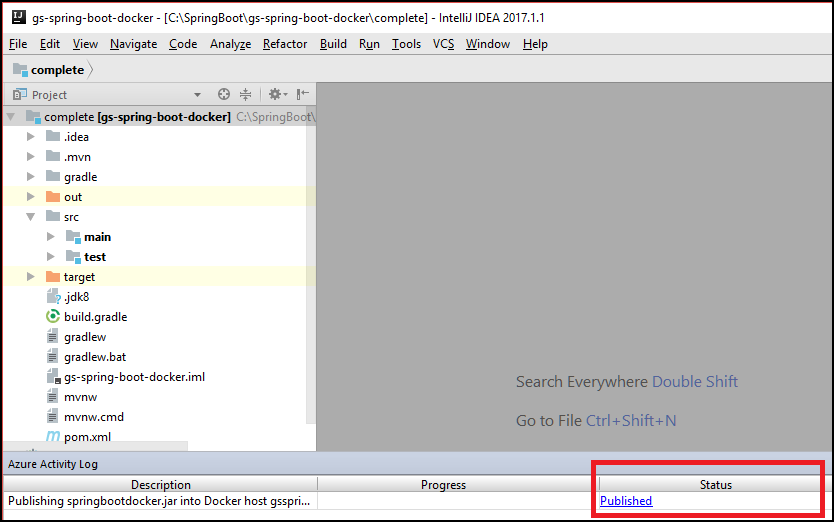 gs-spring-boot-docker - [C:\SpringBoot\gs-spring-boot-docker\complete] - IntelliJ IDEA 2017.1.1
File Edit View Navigate Code Analyze Refactor Build Run Tools VCS Window Help
complete
Project
complete [gs-spring-boot-docker] C:\SpringBoot\
.idea
.mvn
gradle
out
src
main
test
target
.jdk8
build.gradle
gradlew
gradlew.bat
gs-spring-boot-docker.iml
mvnw
mvnw.cmd
pom.xml
Search Everywhere Double Shift
Go to File Ctrl+Shift+N
Azure Activity Log
Description Progress Status
Publishing springbootdocker.jar into Docker host gsspri... Published